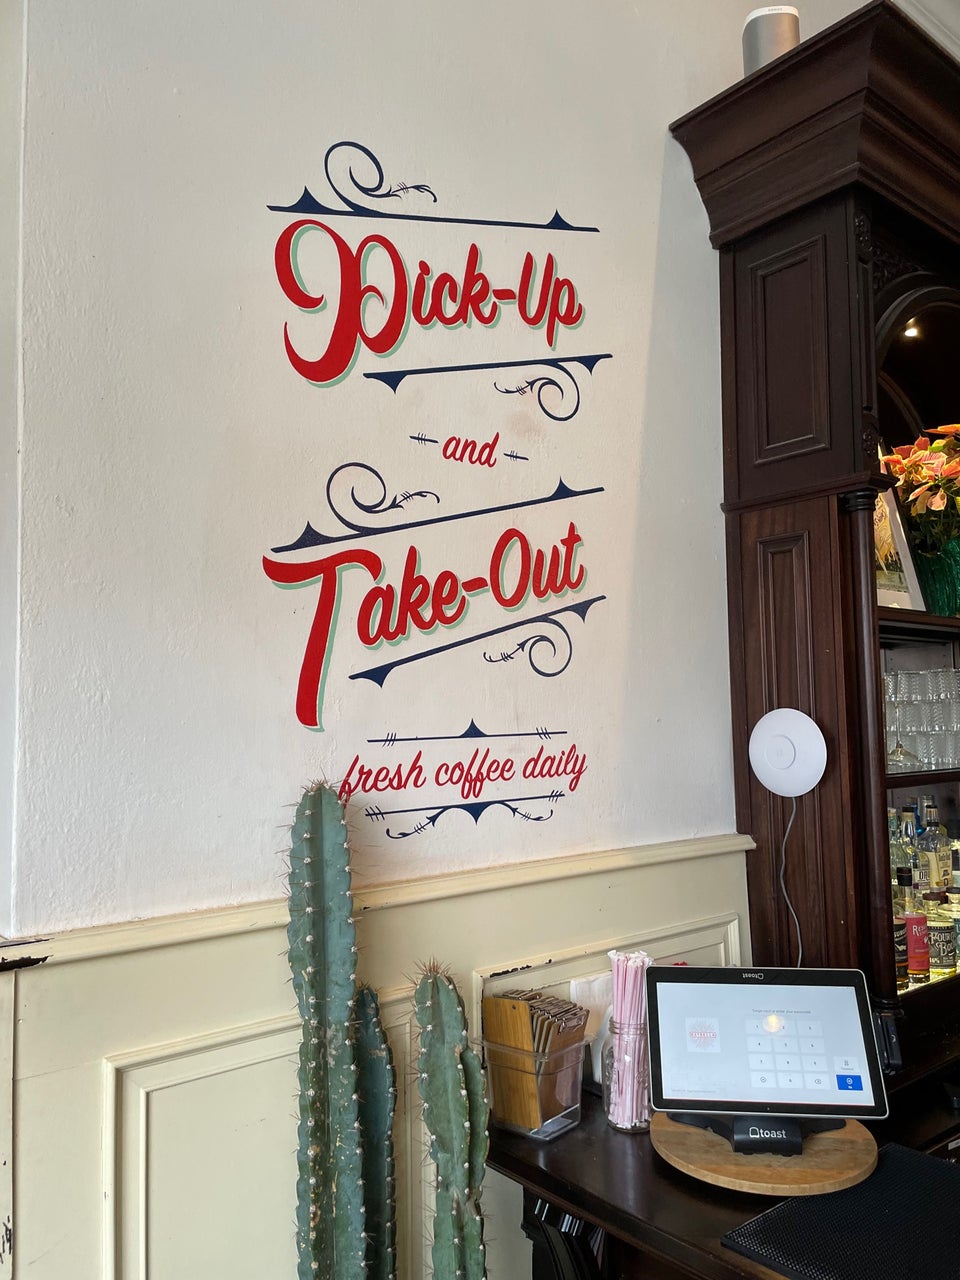 Pick-Up
and
Take-Out
fresh coffee daily
toast
toast